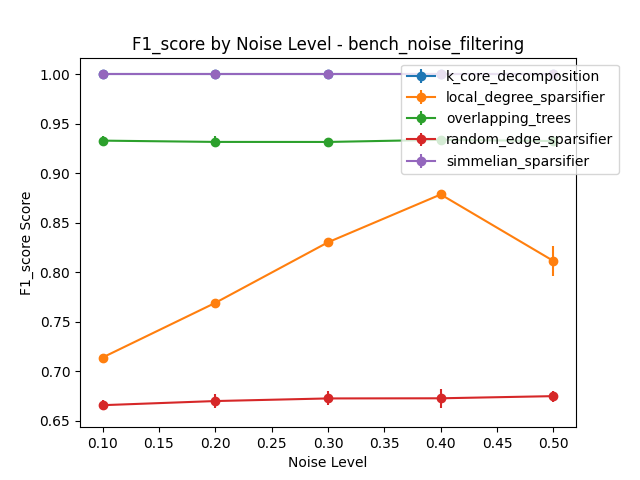 F1_score by Noise Level - bench_noise_filtering
F1_score Score
1.00
0.95
0.90
0.85
0.80
0.75
0.70
0.65
k_core_decomposition
local_degree_sparsifier
overlapping_trees
random_edge_sparsifier
simmelian_sparsifier
0.10 0.15 0.20 0.25 0.30 0.35 0.40 0.45 0.50
Noise Level